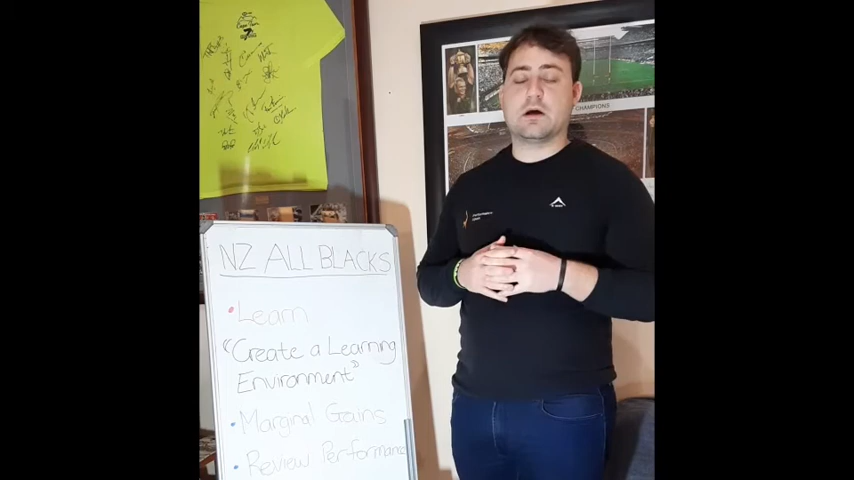 CHAMPIONS
NZ ALL BLACKS
• Learn
"Create a Learning
Environment"
• Marginal Gains
• Review Performance